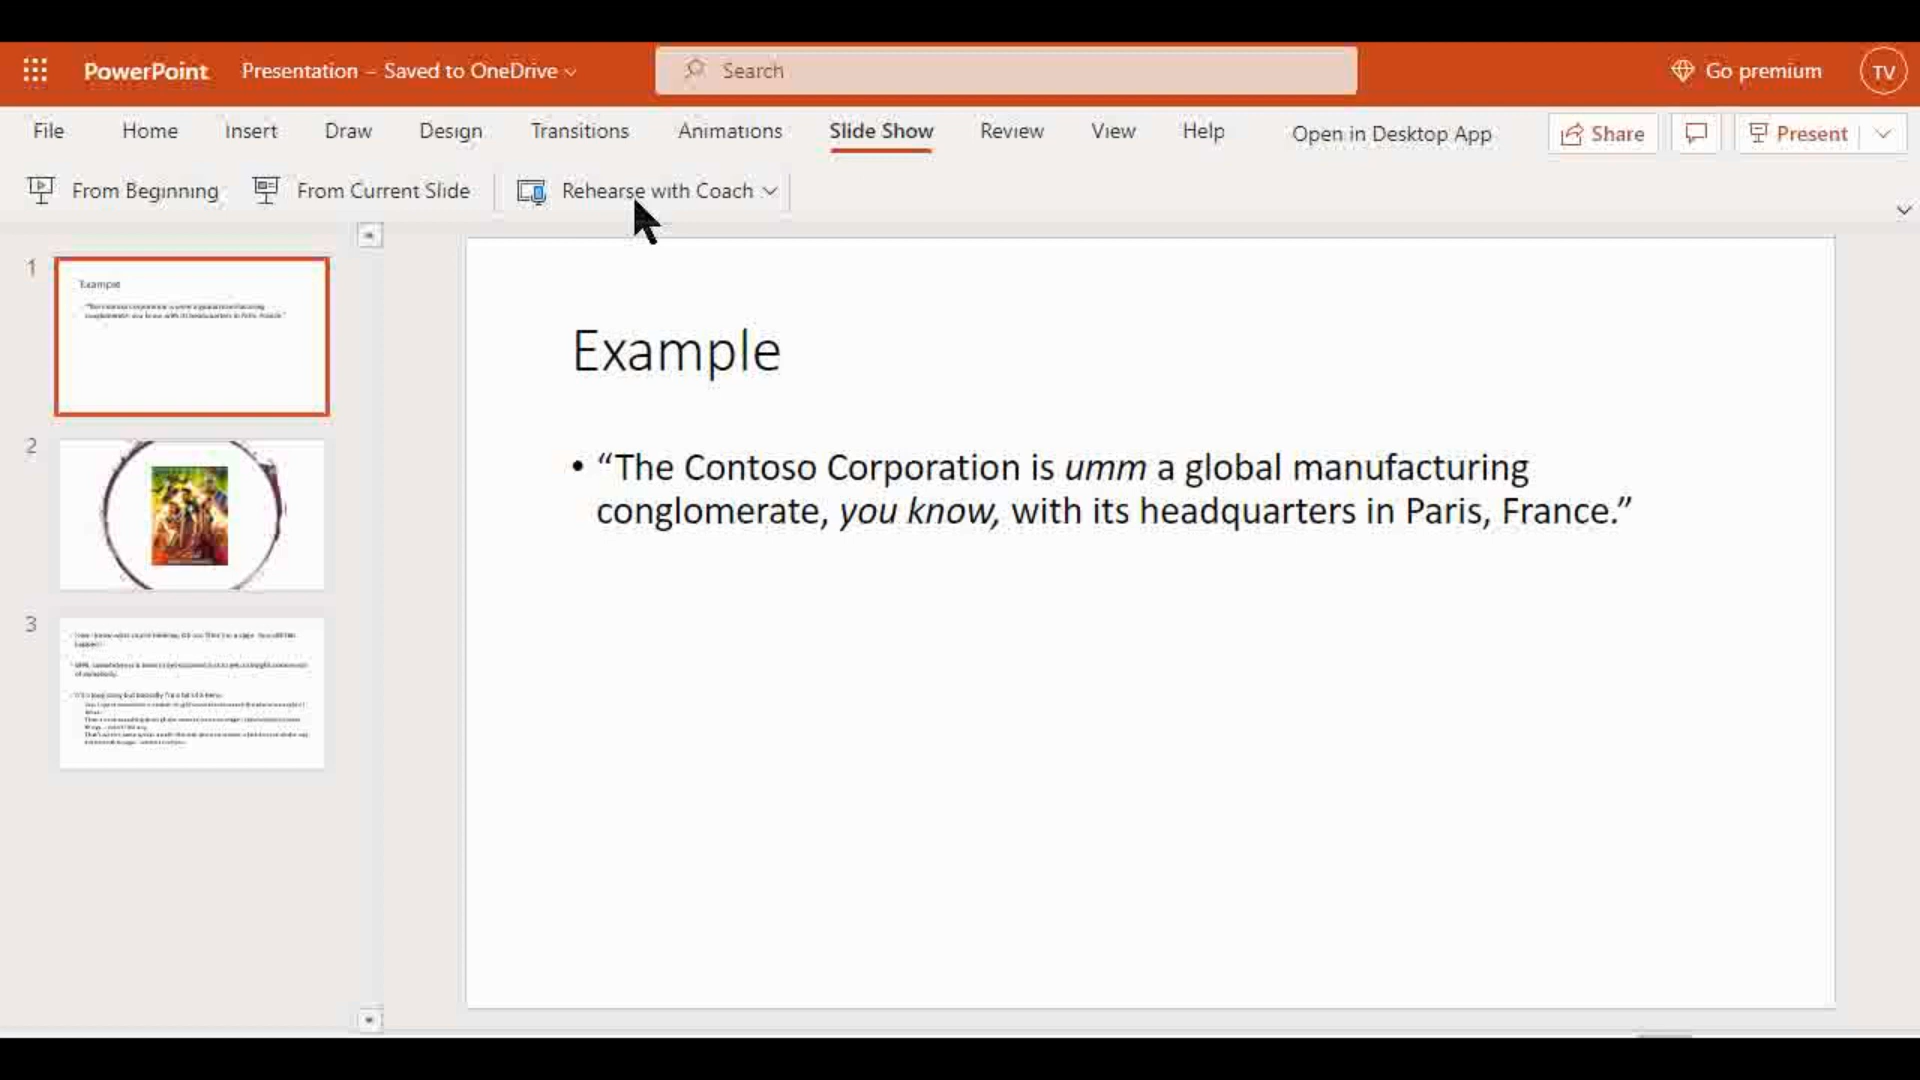 PowerPoint Presentation – Saved to OneDrive Search Go premium TV
File Home Insert Draw Design Transitions Animations Slide Show Review View Help Open in Desktop App Share Present
From Beginning From Current Slide Rehearse with Coach
1
Example
2
3
Example
• “The Contoso Corporation is umm a global manufacturing
conglomerate, you know, with its headquarters in Paris, France.”